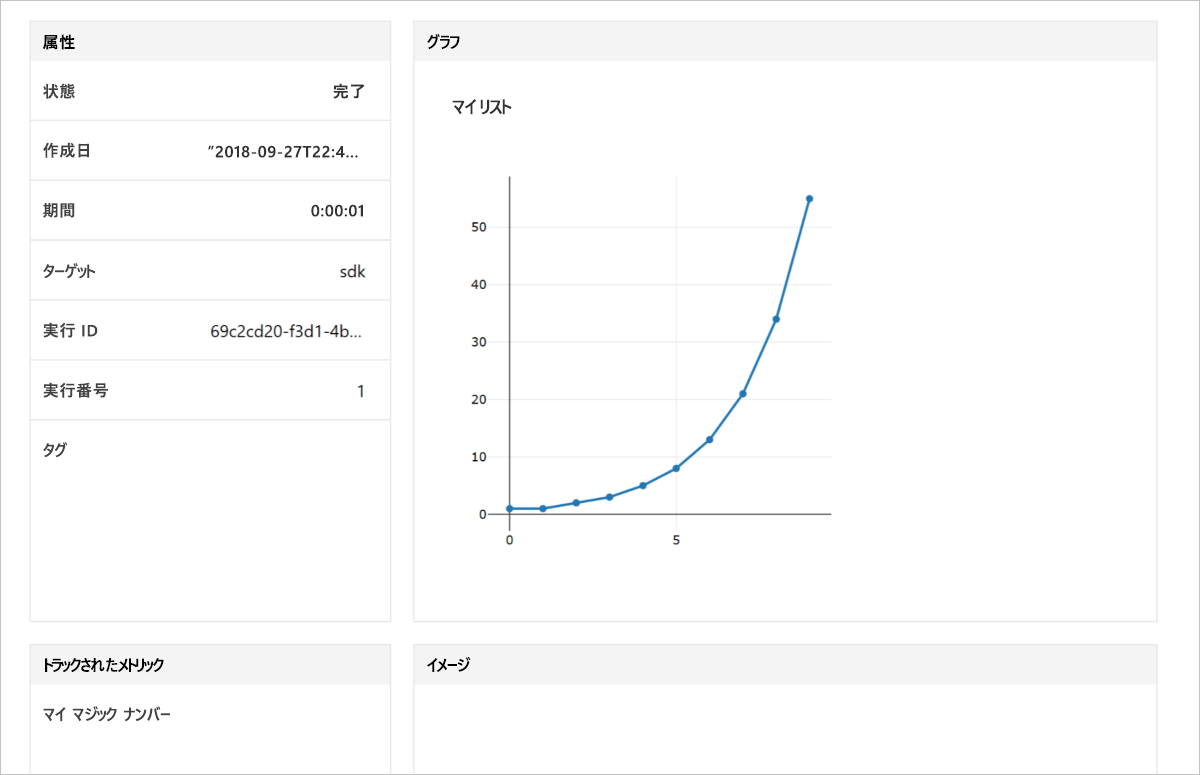 属性
状態 完了
作成日 "2018-09-27T22:4...
期間 0:00:01
ターゲット sdk
実行 ID 69c2cd20-f3d1-4b...
実行番号 1
タグ
グラフ
マイ リスト
50
40
30
20
10
0
0 5
トラックされたメトリック
マイ マジック ナンバー
イメージ